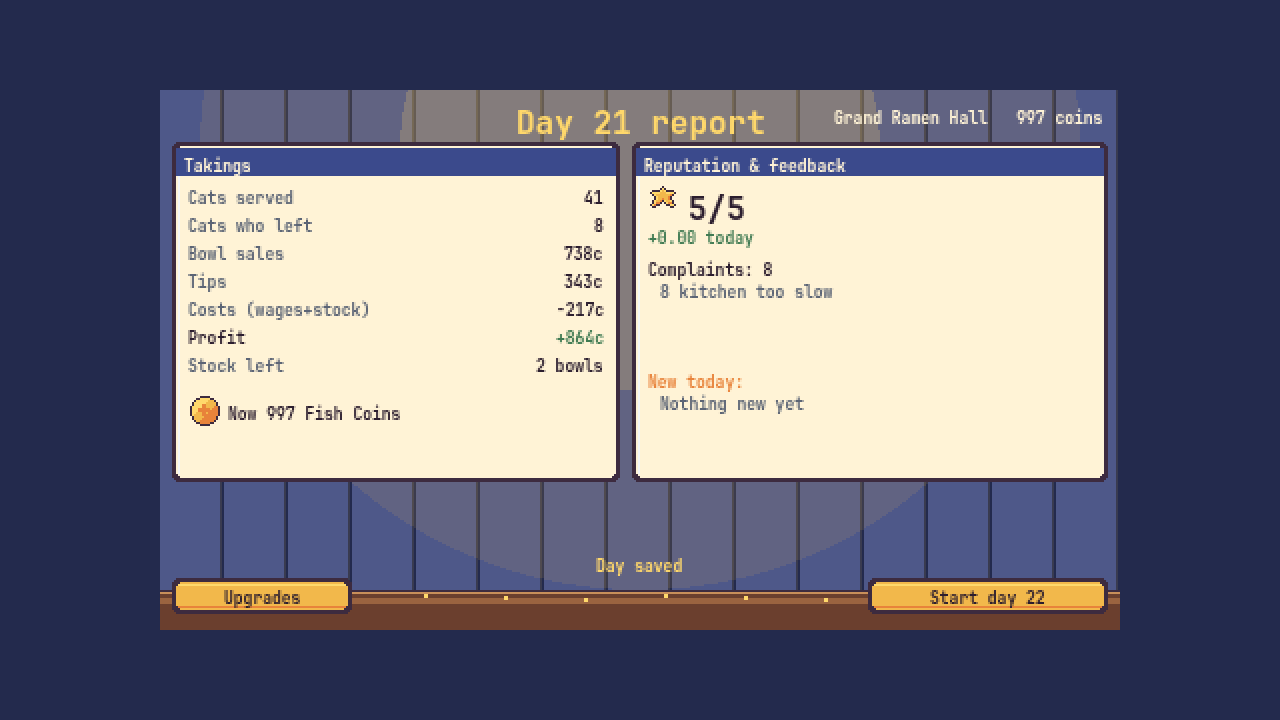 Day 21 report
Grand Ramen Hall 997 coins
Takings
Cats served 41
Cats who left 8
Bowl sales 738c
Tips 343c
Costs (wages+stock) -217c
Profit +864c
Stock left 2 bowls
Now 997 Fish Coins
Reputation & feedback
5/5
+0.00 today
Complaints: 8
8 kitchen too slow
New today:
Nothing new yet
Day saved
Upgrades
Start day 22